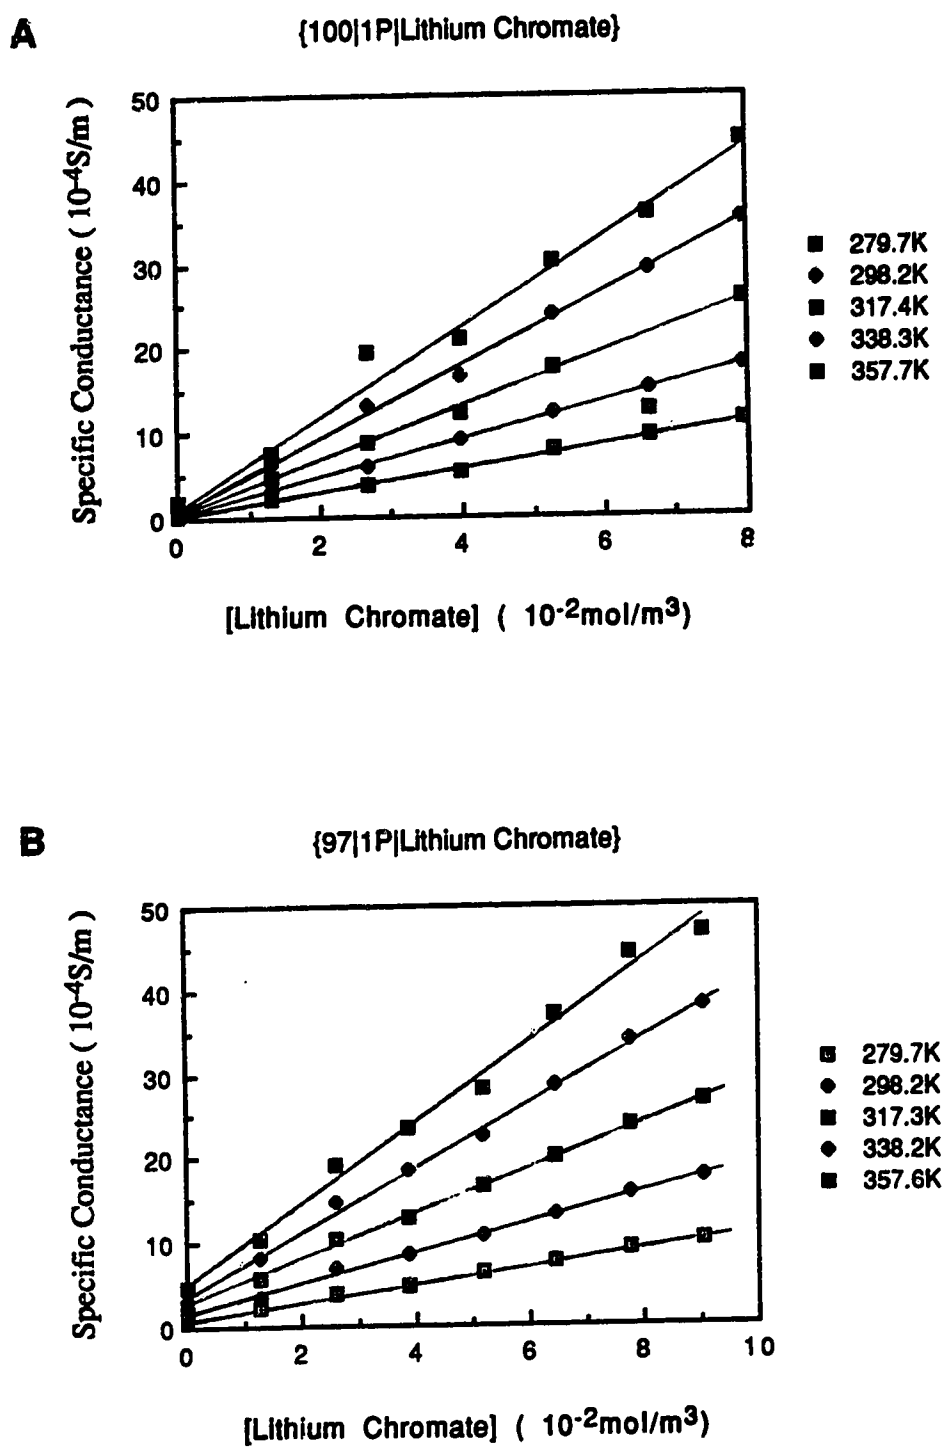 A
{100|1P|Lithium Chromate}
Specific Conductance ( 10-4S/m )
50
40
30
20
10
0
0 2 4 6 8
[Lithium Chromate] ( 10-2mol/m3)
279.7K
298.2K
317.4K
338.3K
357.7K
B
{97|1P|Lithium Chromate}
Specific Conductance ( 10-4S/m )
50
40
30
20
10
0
0 2 4 6 8 10
[Lithium Chromate] ( 10-2mol/m3)
279.7K
298.2K
317.3K
338.2K
357.6K